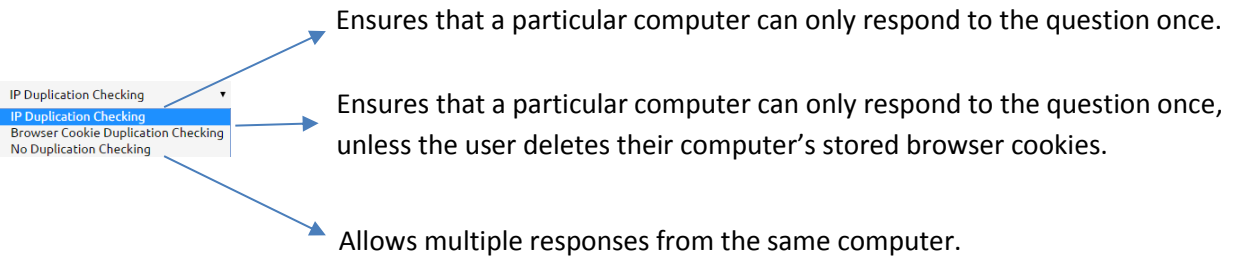 Ensures that a particular computer can only respond to the question once.
IP Duplication Checking
IP Duplication Checking
Browser Cookie Duplication Checking
No Duplication Checking
Ensures that a particular computer can only respond to the question once,
unless the user deletes their computer’s stored browser cookies.
Allows multiple responses from the same computer.